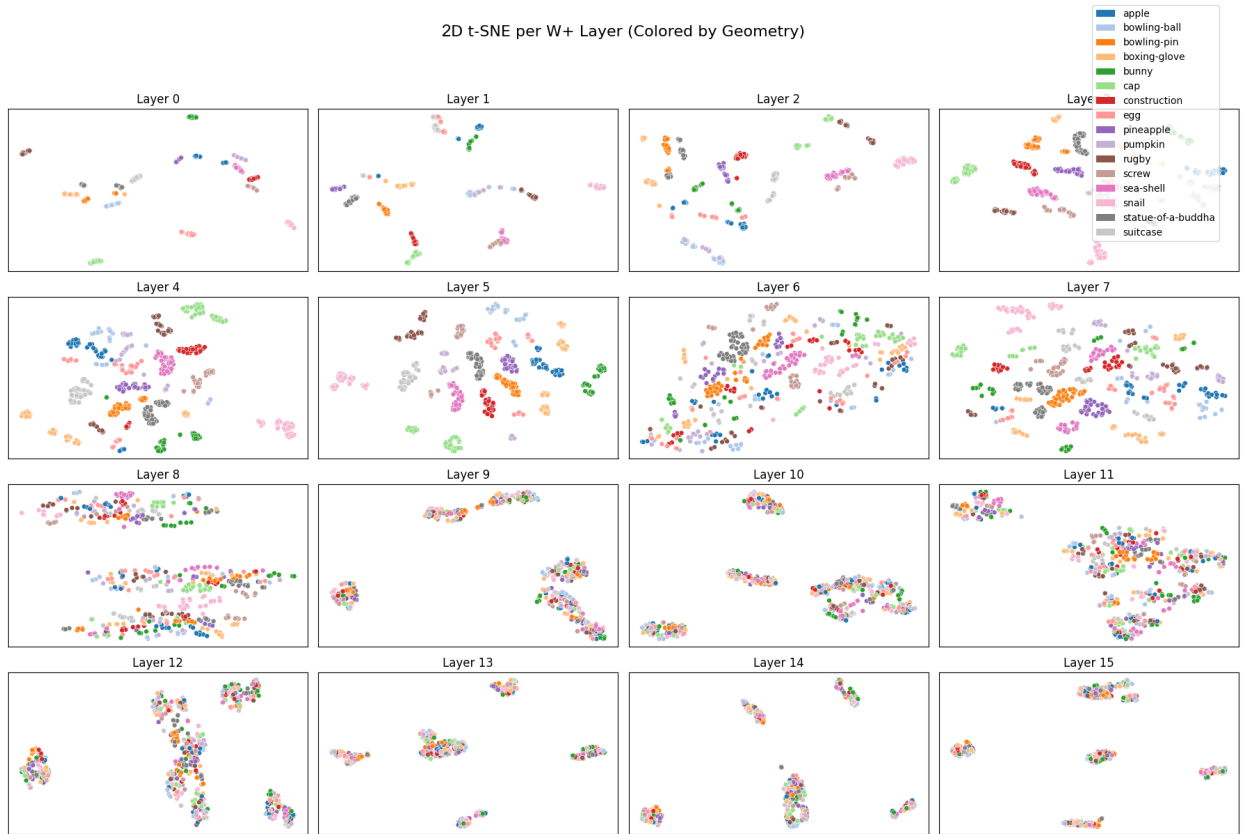 2D t-SNE per W+ Layer (Colored by Geometry)
apple
bowling-ball
bowling-pin
boxing-glove
bunny
cap
construction
egg
pineapple
pumpkin
rugby
screw
sea-shell
snail
statue-of-a-buddha
suitcase
Layer 0
Layer 1
Layer 2
Layer 4
Layer 5
Layer 6
Layer 7
Layer 8
Layer 9
Layer 10
Layer 11
Layer 12
Layer 13
Layer 14
Layer 15